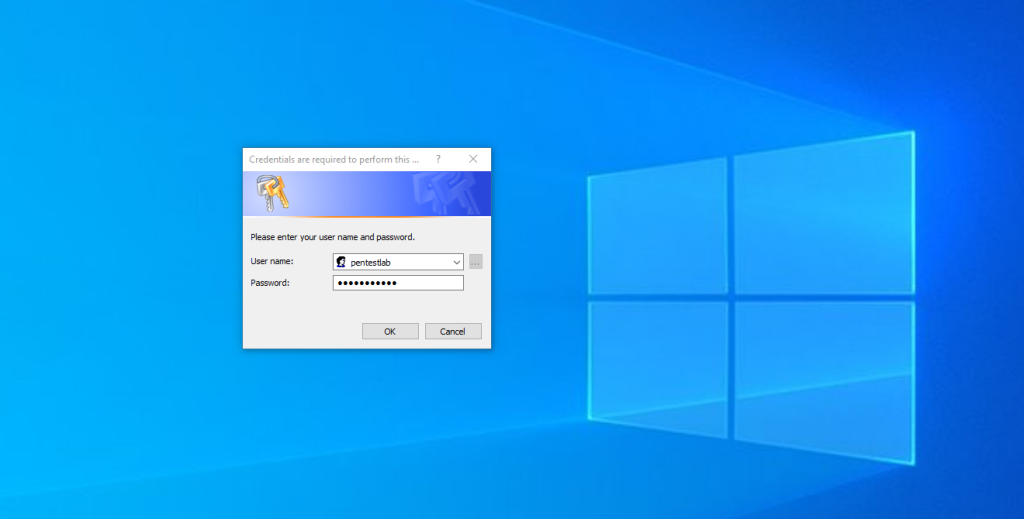 Credentials are required to perform this ... ?
Please enter your user name and password.
User name: pentestlab ...
Password: ●●●●●●●●●●●
OK Cancel